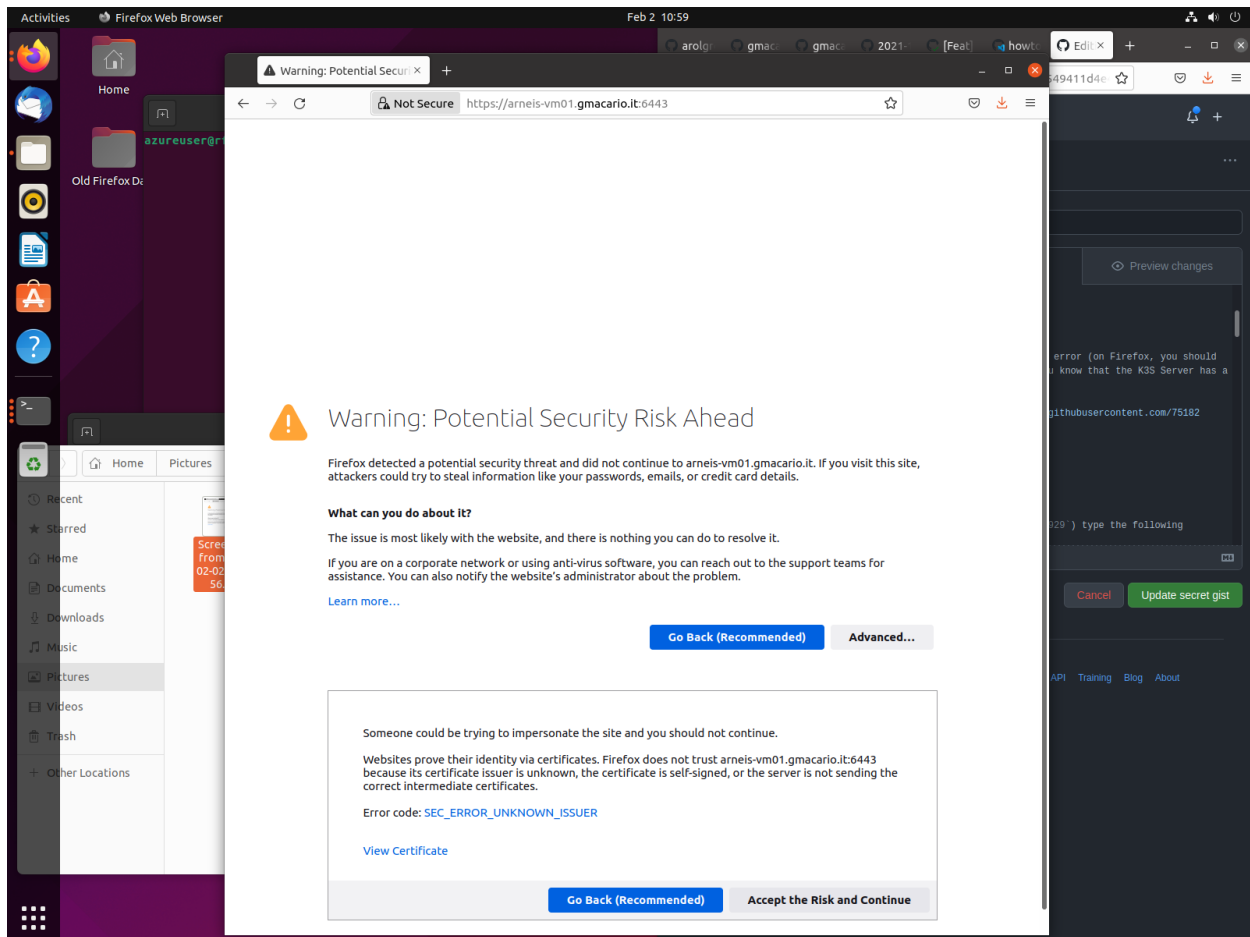 Activities
Firefox Web Browser
Feb 2 10:59
arolgr
gmaca
gmaca
2021-
[Feat]
howto
Edit ×
Warning: Potential Securi ×
Not Secure https://arneis-vm01.gmacario.it:6443
549411d4e
Home
Old Firefox Da
azureuser@rf
Preview changes
error (on Firefox, you should
u know that the K3S Server has a
githubusercontent.com/75182
929`) type the following
Cancel
Update secret gist
API Training Blog About
Home Pictures
Recent
Starred
Home
Documents
Downloads
Music
Pictures
Videos
Trash
Other Locations
Scree
from
02-02
56.
Warning: Potential Security Risk Ahead
Firefox detected a potential security threat and did not continue to arneis-vm01.gmacario.it. If you visit this site,
attackers could try to steal information like your passwords, emails, or credit card details.
What can you do about it?
The issue is most likely with the website, and there is nothing you can do to resolve it.
If you are on a corporate network or using anti-virus software, you can reach out to the support teams for
assistance. You can also notify the website's administrator about the problem.
Learn more…
Go Back (Recommended)
Advanced…
Someone could be trying to impersonate the site and you should not continue.
Websites prove their identity via certificates. Firefox does not trust arneis-vm01.gmacario.it:6443
because its certificate issuer is unknown, the certificate is self-signed, or the server is not sending the
correct intermediate certificates.
Error code: SEC_ERROR_UNKNOWN_ISSUER
View Certificate
Go Back (Recommended)
Accept the Risk and Continue